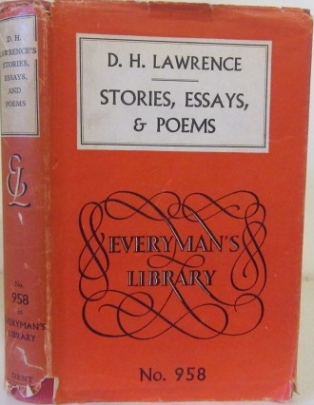 D. H.
LAWRENCE'S
STORIES,
ESSAYS,
AND
POEMS
EL
No.
958
EVERYMAN'S
LIBRARY
DENT
D. H. LAWRENCE
STORIES, ESSAYS,
& POEMS
EVERYMAN'S
LIBRARY
No. 958